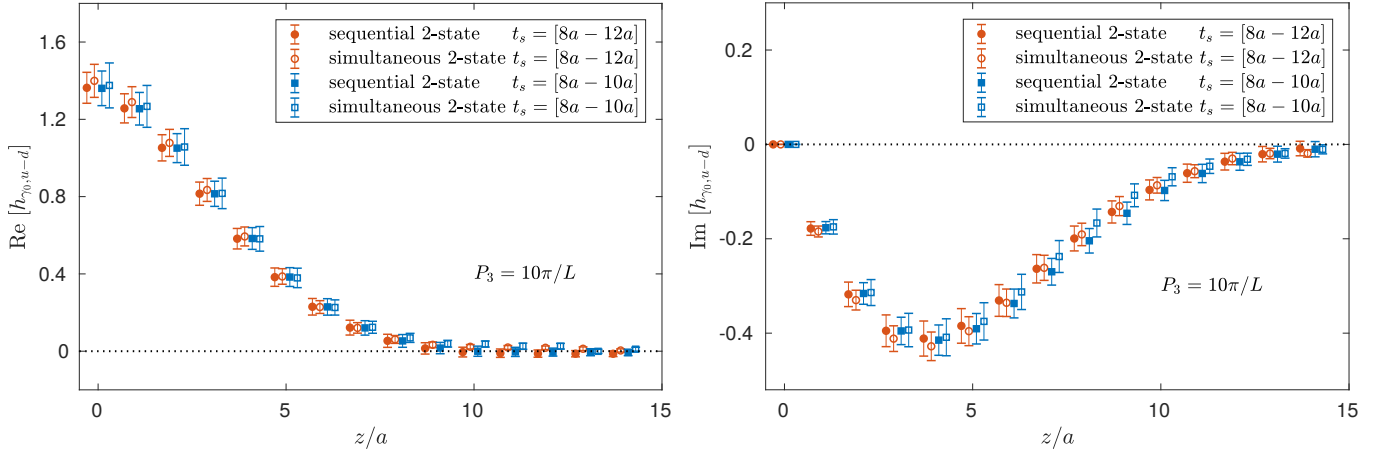 1.6
1.2
0.8
0.4
0
Re [h_{γ_0,u−d}]
sequential 2-state t_s = [8a − 12a]
simultaneous 2-state t_s = [8a − 12a]
sequential 2-state t_s = [8a − 10a]
simultaneous 2-state t_s = [8a − 10a]
P_3 = 10π/L
0 5 10 15
z/a
0.2
0
-0.2
-0.4
Im [h_{γ_0,u−d}]
sequential 2-state t_s = [8a − 12a]
simultaneous 2-state t_s = [8a − 12a]
sequential 2-state t_s = [8a − 10a]
simultaneous 2-state t_s = [8a − 10a]
P_3 = 10π/L
0 5 10 15
z/a